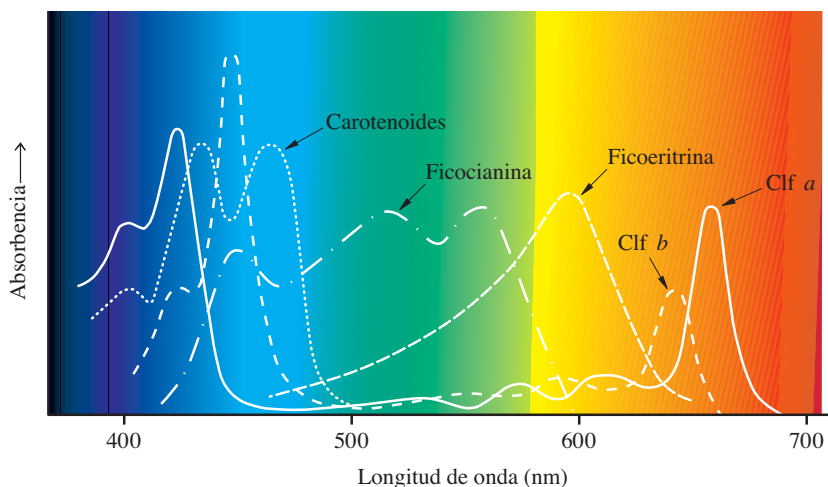 Carotenoides
Ficocianina
Ficoeritrina
Clf a
Clf b
Absorbencia
400
500
600
700
Longitud de onda (nm)